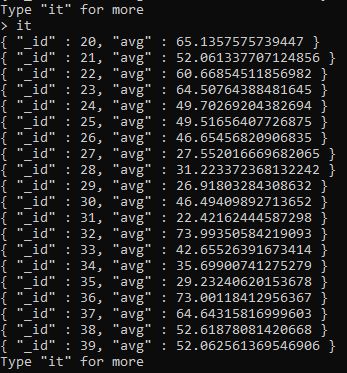 Type "it" for more
> it
{ "_id" : 20, "avg" : 65.1357575739447 }
{ "_id" : 21, "avg" : 52.061337707124856 }
{ "_id" : 22, "avg" : 60.66854511856982 }
{ "_id" : 23, "avg" : 64.50764388481645 }
{ "_id" : 24, "avg" : 49.70269204382694 }
{ "_id" : 25, "avg" : 49.51656407726875 }
{ "_id" : 26, "avg" : 46.65456820906835 }
{ "_id" : 27, "avg" : 27.552016669682065 }
{ "_id" : 28, "avg" : 31.223372368132242 }
{ "_id" : 29, "avg" : 26.91803284308632 }
{ "_id" : 30, "avg" : 46.49409892713652 }
{ "_id" : 31, "avg" : 22.42162444587298 }
{ "_id" : 32, "avg" : 73.99350584219093 }
{ "_id" : 33, "avg" : 42.65526391673414 }
{ "_id" : 34, "avg" : 35.69900741275279 }
{ "_id" : 35, "avg" : 29.23240620153678 }
{ "_id" : 36, "avg" : 73.00118412956367 }
{ "_id" : 37, "avg" : 64.64315816999603 }
{ "_id" : 38, "avg" : 52.61878081420668 }
{ "_id" : 39, "avg" : 52.062561369546906 }
Type "it" for more